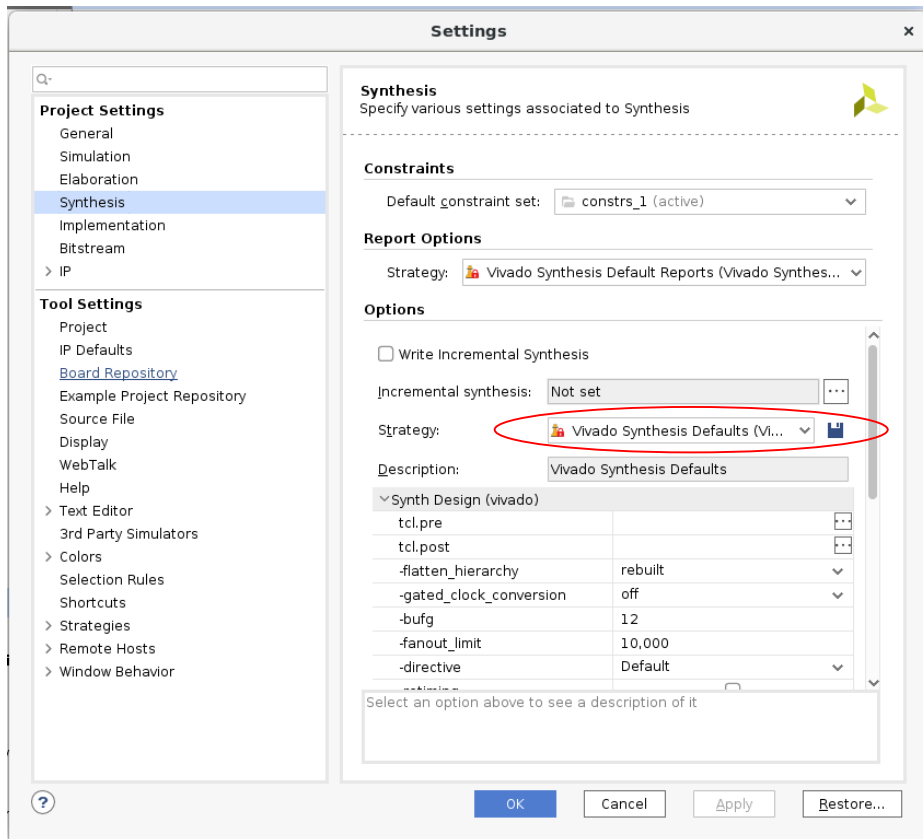 Settings
Project Settings
General
Simulation
Elaboration
Synthesis
Implementation
Bitstream
IP
Tool Settings
Project
IP Defaults
Board Repository
Example Project Repository
Source File
Display
WebTalk
Help
Text Editor
3rd Party Simulators
Colors
Selection Rules
Shortcuts
Strategies
Remote Hosts
Window Behavior
Synthesis
Specify various settings associated to Synthesis
Constraints
Default constraint set: constrs_1 (active)
Report Options
Strategy: Vivado Synthesis Default Reports (Vivado Synthes...
Options
Write Incremental Synthesis
Incremental synthesis: Not set
Strategy: Vivado Synthesis Defaults (Vi...
Description: Vivado Synthesis Defaults
Synth Design (vivado)
tcl.pre
tcl.post
-flatten_hierarchy rebuilt
-gated_clock_conversion off
-bufg 12
-fanout_limit 10,000
-directive Default
Select an option above to see a description of it
? OK Cancel Apply Restore...